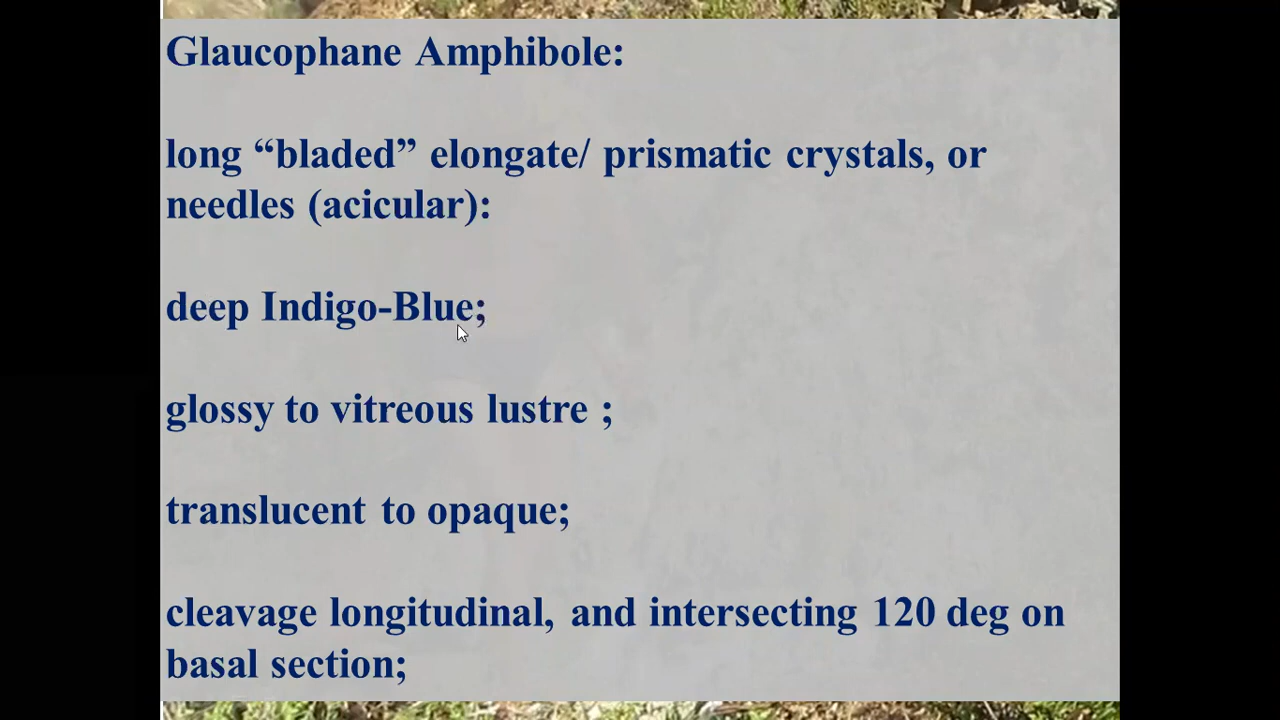 Glaucophane Amphibole:
long “bladed” elongate/ prismatic crystals, or
needles (acicular):
deep Indigo-Blue;
glossy to vitreous lustre ;
translucent to opaque;
cleavage longitudinal, and intersecting 120 deg on
basal section;